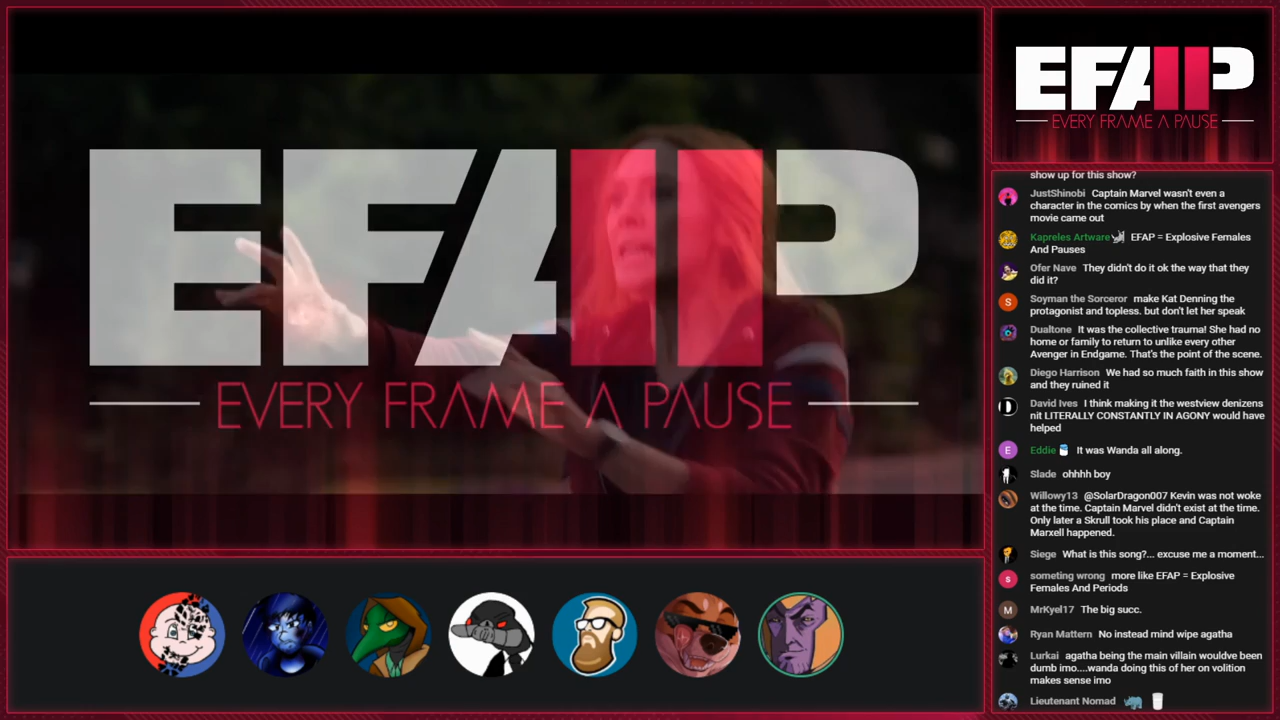 EFAP
EVERY FRAME A PAUSE
EFAP
EVERY FRAME A PAUSE
show up for this show?
JustShinobi Captain Marvel wasn't even a
character in the comics by when the first avengers
movie came out
Kapreles Artware EFAP = Explosive Females
And Pauses
Ofer Nave They didn't do it ok the way that they
did it?
S
Soyman the Sorceror make Kat Denning the
protagonist and topless. but don't let her speak
Dualtone It was the collective trauma! She had no
home or family to return to unlike every other
Avenger in Endgame. That's the point of the scene.
Diego Harrison We had so much faith in this show
and they ruined it
David Ives I think making it the westview denizens
nit LITERALLY CONSTANTLY IN AGONY would have
helped
E
Eddie It was Wanda all along.
Slade ohhhh boy
Willowy13 @SolarDragon007 Kevin was not woke
at the time. Captain Marvel didn't exist at the time.
Only later a Skrull took his place and Captain
Marxell happened.
Siege What is this song?... excuse me a moment...
s
someting wrong more like EFAP = Explosive
Females And Periods
M
MrKyel17 The big succ.
Ryan Mattern No instead mind wipe agatha
Lurkai agatha being the main villain wouldve been
dumb imo....wanda doing this of her on volition
makes sense imo
Lieutenant Nomad